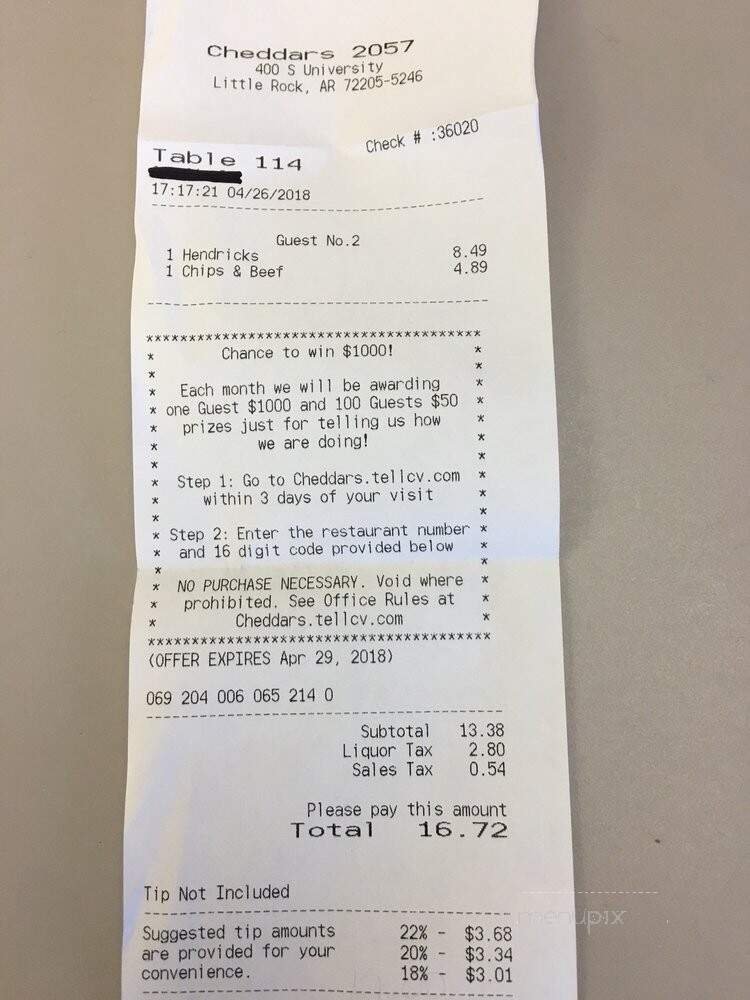 Cheddars 2057
400 S University
Little Rock, AR 72205-5246
Check # :36020
Table 114
17:17:21 04/26/2018
Guest No.2
1 Hendricks 8.49
1 Chips & Beef 4.89
****************************************
* Chance to win $1000! *
* *
* Each month we will be awarding *
* one Guest $1000 and 100 Guests $50 *
* prizes just for telling us how *
* we are doing! *
* *
* Step 1: Go to Cheddars.tellcv.com *
* within 3 days of your visit *
* *
* Step 2: Enter the restaurant number *
* and 16 digit code provided below *
* *
* NO PURCHASE NECESSARY. Void where *
* prohibited. See Office Rules at *
* Cheddars.tellcv.com *
****************************************
(OFFER EXPIRES Apr 29, 2018)
069 204 006 065 214 0
Subtotal 13.38
Liquor Tax 2.80
Sales Tax 0.54
Please pay this amount
Total 16.72
Tip Not Included
Suggested tip amounts 22% - $3.68
are provided for your 20% - $3.34
convenience. 18% - $3.01
menupix